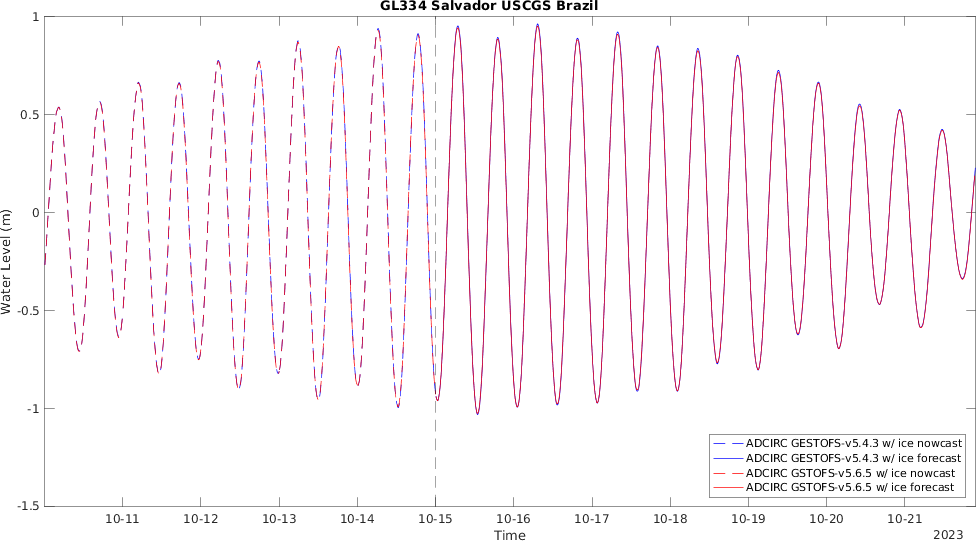 GL334 Salvador USCGS Brazil
1
0.5
0
-0.5
-1
-1.5
Water Level (m)
ADCIRC GESTOFS-v5.4.3 w/ ice nowcast
ADCIRC GESTOFS-v5.4.3 w/ ice forecast
ADCIRC GSTOFS-v5.6.5 w/ ice nowcast
ADCIRC GSTOFS-v5.6.5 w/ ice forecast
10-11 10-12 10-13 10-14 10-15 10-16 10-17 10-18 10-19 10-20 10-21
Time
2023